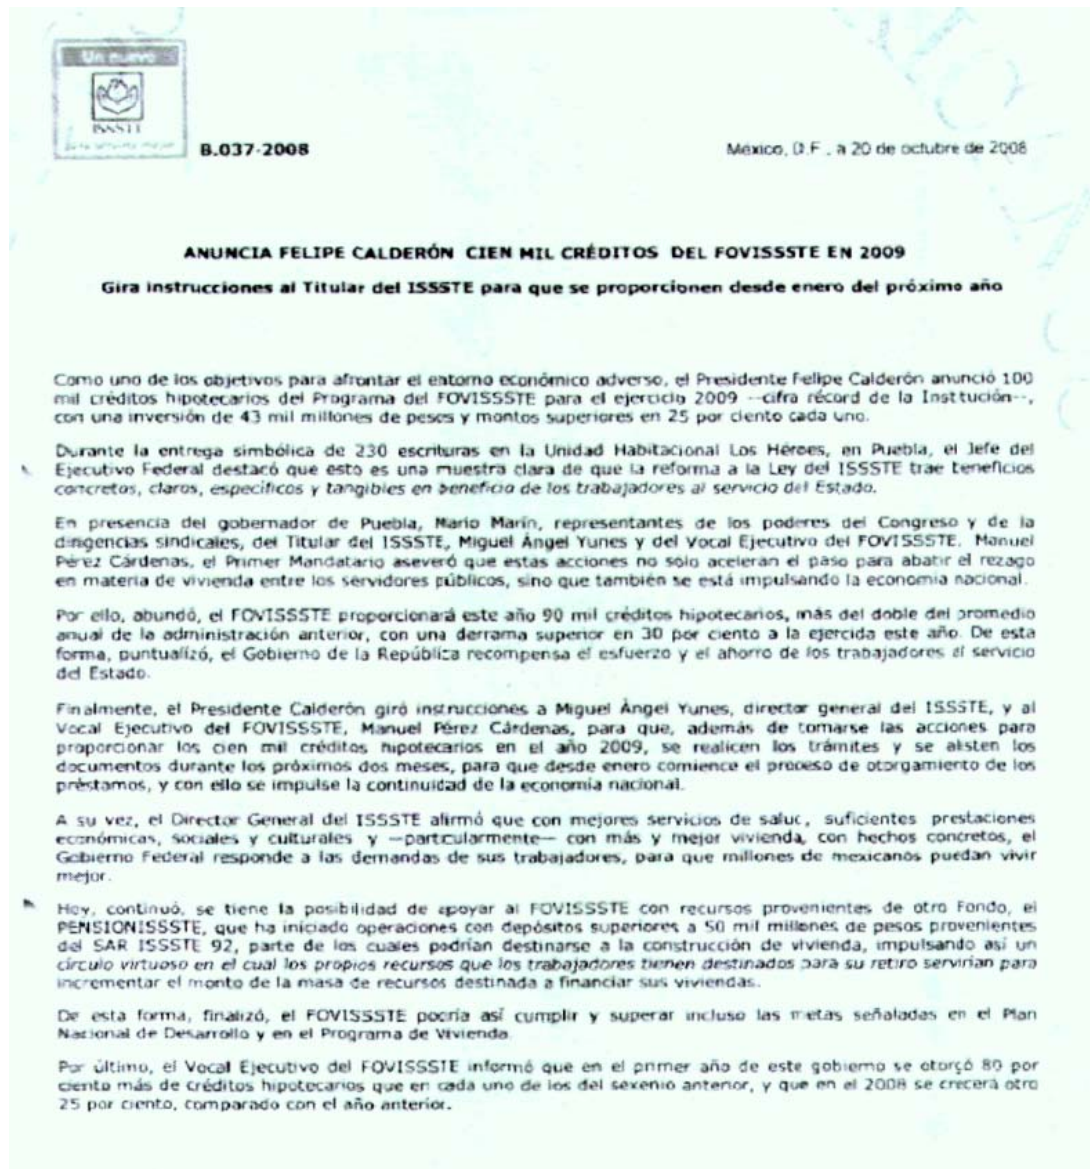 Un nuevo
ISSSTE
B.037-2008
México, D.F., a 20 de octubre de 2008
ANUNCIA FELIPE CALDERÓN CIEN MIL CRÉDITOS DEL FOVISSSTE EN 2009
Gira instrucciones al Titular del ISSSTE para que se proporcionen desde enero del próximo año
Como uno de los objetivos para afrontar el entorno económico adverso, el Presidente Felipe Calderón anunció 100
mil créditos hipotecarios del Programa del FOVISSSTE para el ejercicio 2009 --cifra récord de la Insttución--,
con una inversión de 43 mil millones de pesos y montos superiores en 25 por ciento cada uno.
Durante la entrega simbólica de 230 escrituras en la Unidad Habitacional Los Héroes, en Puebla, el Jefe del
Ejecutivo Federal destacó que esto es una muestra clara de que la reforma a la Ley del ISSSTE trae beneficios
concretos, claros, específicos y tangibles en beneficio de los trabajadores al servicio del Estado.
En presencia del gobernador de Puebla, Mario Marín, representantes de los poderes del Congreso y de la
dirigencias sindicales, del Titular del ISSSTE, Miguel Ángel Yunes y del Vocal Ejecutivo del FOVISSSTE, Manuel
Pérez Cárdenas, el Primer Mandatario aseveró que estas acciones no sólo aceleran el paso para abatir el rezago
en materia de vivienda entre los servidores públicos, sino que también se está impulsando la economía nacional.
Por ello, abundó, el FOVISSSTE proporcionará este año 90 mil créditos hipotecarios, más del doble del promedio
anual de la administración anterior, con una derrama superior en 30 por ciento a la ejercida este año. De esta
forma, puntualizó, el Gobierno de la República recompensa el esfuerzo y el ahorro de los trabajadores al servicio
del Estado.
Finalmente, el Presidente Calderón giró instrucciones a Miguel Ángel Yunes, director general del ISSSTE, y al
Vocal Ejecutivo del FOVISSSTE, Manuel Pérez Cárdenas, para que, además de tomarse las acciones para
proporcionar los cien mil créditos hipotecarios en el año 2009, se realicen los trámites y se alisten los
documentos durante los próximos dos meses, para que desde enero comience el proceso de otorgamiento de los
préstamos, y con ello se impulse la continuidad de la economía nacional.
A su vez, el Director General del ISSSTE afirmó que con mejores servicios de salud, suficientes prestaciones
económicas, sociales y culturales y —particularmente— con más y mejor vivienda, con hechos concretos, el
Gobierno Federal responde a las demandas de sus trabajadores, para que millones de mexicanos puedan vivir
mejor.
Hoy, continuó, se tiene la posibilidad de apoyar al FOVISSSTE con recursos provenientes de otro Fondo, el
PENSIONISSSTE, que ha iniciado operaciones con depósitos superiores a 50 mil millones de pesos provenientes
del SAR ISSSTE 92, parte de los cuales podrían destinarse a la construcción de vivienda, impulsando así un
círculo virtuoso en el cual los propios recursos que los trabajadores tienen destinados para su retiro servirían para
incrementar el monto de la masa de recursos destinada a financiar sus viviendas.
De esta forma, finalizó, el FOVISSSTE podría así cumplir y superar incluso las metas señaladas en el Plan
Nacional de Desarrollo y en el Programa de Vivienda.
Por último, el Vocal Ejecutivo del FOVISSSTE informó que en el primer año de este gobierno se otorgó 80 por
ciento más de créditos hipotecarios que en cada uno de los del sexenio anterior, y que en el 2008 se crecerá otro
25 por ciento, comparado con el año anterior.